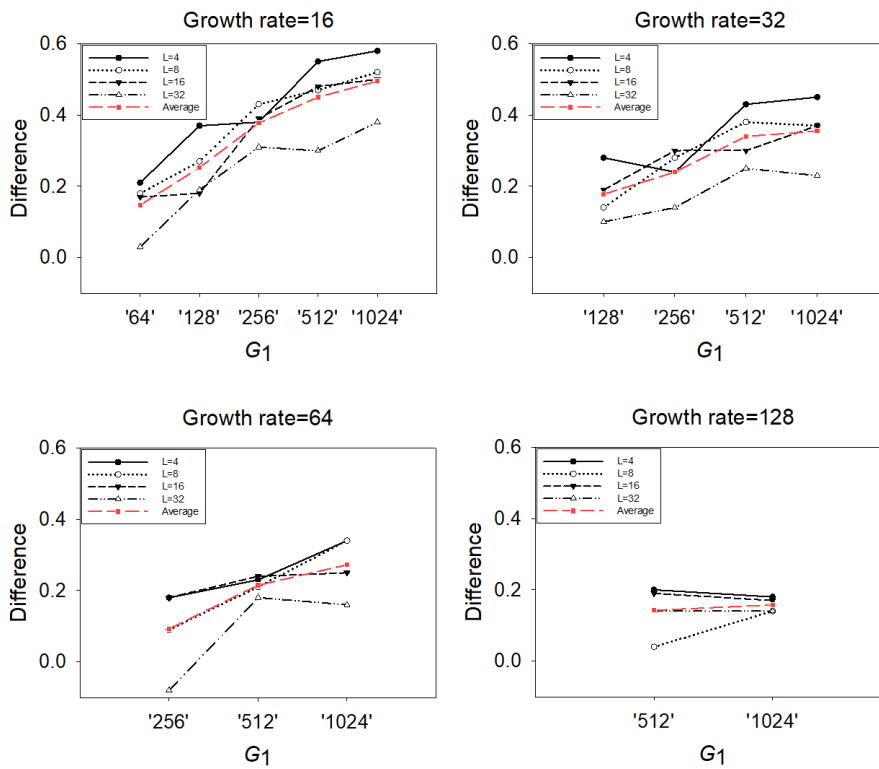 Growth rate=16
0.6
0.4
0.2
0.0
Difference
L=4
L=8
L=16
L=32
Average
'64' '128' '256' '512' '1024'
G1
Growth rate=32
0.6
0.4
0.2
0.0
Difference
L=4
L=8
L=16
L=32
Average
'128' '256' '512' '1024'
G1
Growth rate=64
0.6
0.4
0.2
0.0
Difference
L=4
L=8
L=16
L=32
Average
'256' '512' '1024'
G1
Growth rate=128
0.6
0.4
0.2
0.0
Difference
L=4
L=8
L=16
L=32
Average
'512' '1024'
G1